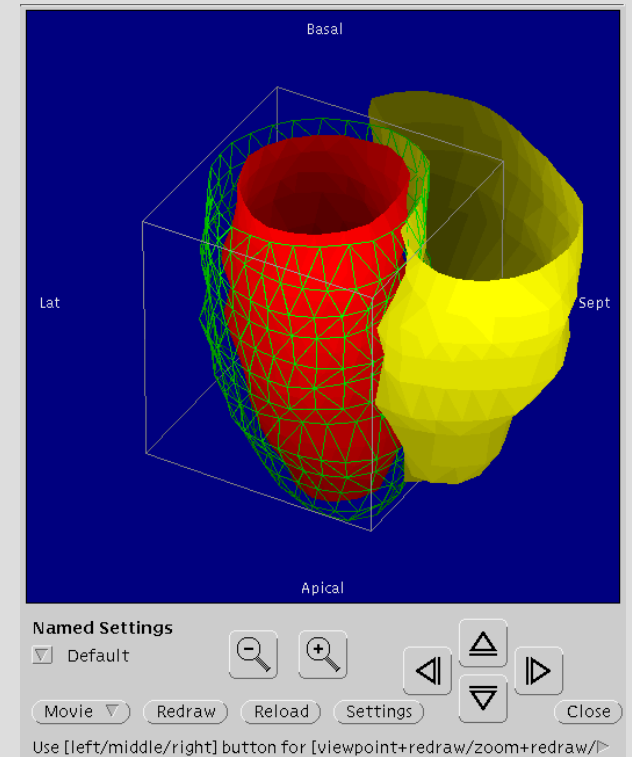 Basal
Lat
Sept
Apical
Named Settings
Default
Movie Redraw Reload Settings Close
Use [left/middle/right] button for [viewpoint+redraw/zoom+redraw/